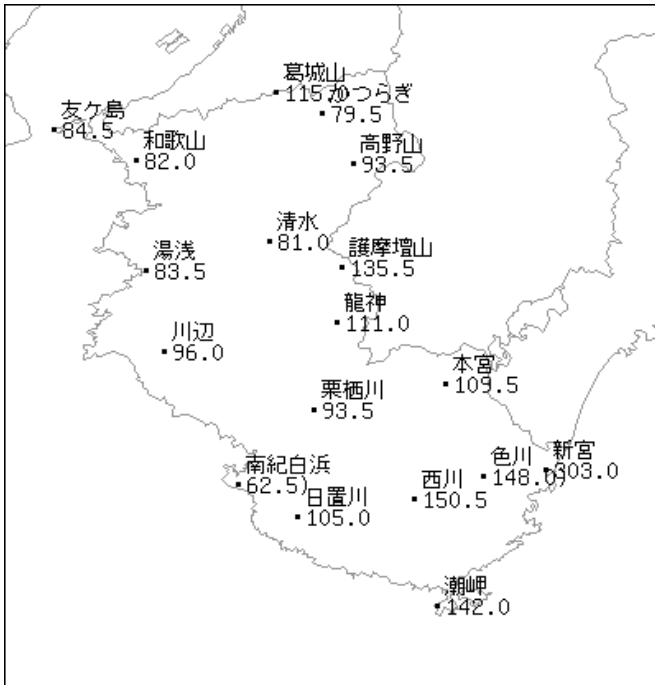 葛城山
115.
かつらぎ
79.5
友ケ島
84.5
和歌山
82.0
高野山
93.5
清水
81.0
護摩壇山
135.5
湯浅
83.5
龍神
111.0
川辺
96.0
本宮
109.5
栗栖川
93.5
南紀白浜
62.5)
日置川
105.0
西川
150.5
色川
148.0)
新宮
303.0
潮岬
142.0